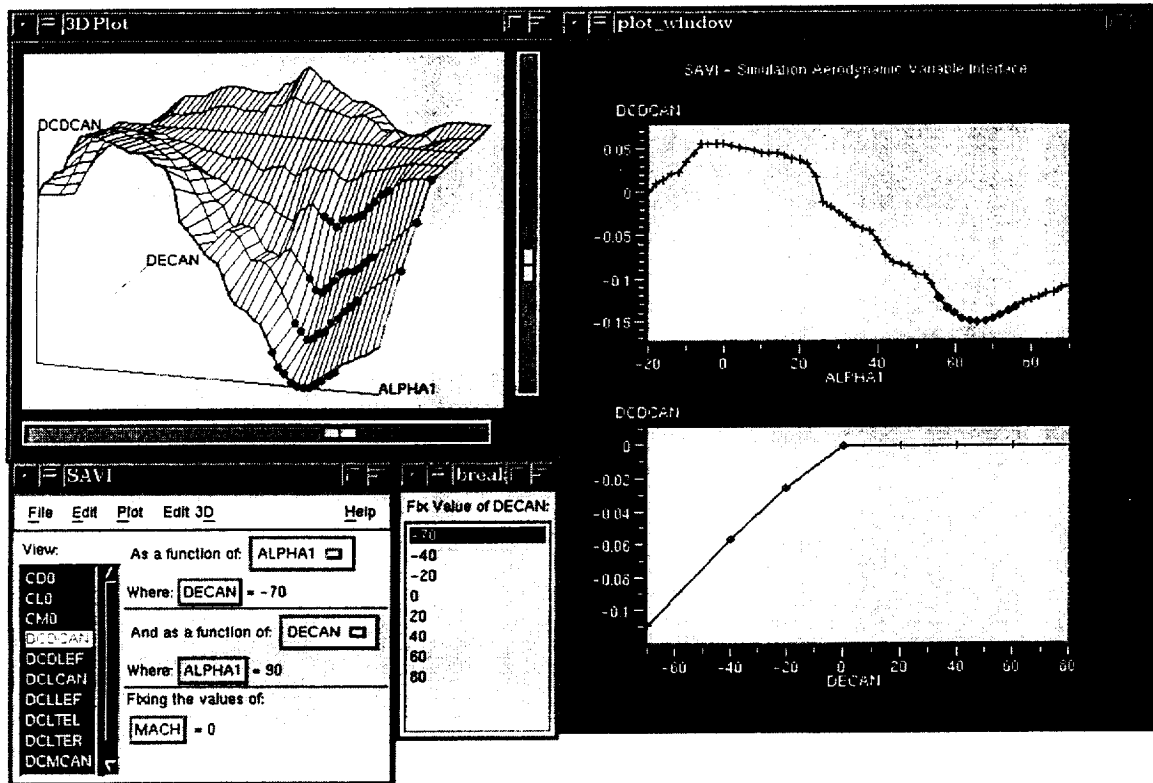 3D Plot
DCDCAN
DECAN
ALPHA1
plot_window
SAVI - Simulation Aerodynamic Variable Interface
DCDCAN
0.05
0
-0.05
-0.1
-0.15
-20 0 20 40 60 80
ALPHA1
DCDCAN
0
-0.02
-0.04
-0.06
-0.08
-0.1
-60 -40 -20 0 20 40 60 80
DECAN
SAVI
File Edit Plot Edit 3D Help
View:
CD0
CL0
CM0
DCDCAN
DCDLEF
DCLCAN
DCLLEF
DCLTEL
DCLTER
DCMCAN
As a function of: ALPHA1
Where: DECAN = -70
And as a function of: DECAN
Where: ALPHA1 = 90
Fixing the values of:
MACH = 0
break
Fix Value of DECAN:
-70
-40
-20
0
20
40
60
80